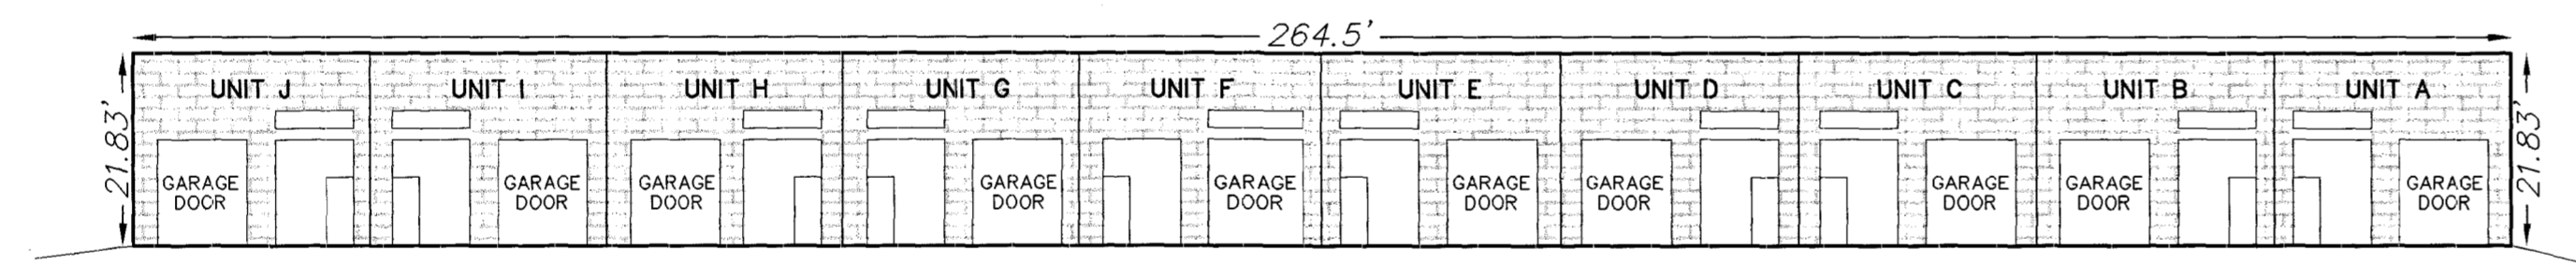 264.5'
21.83'
UNIT J
UNIT I
UNIT H
UNIT G
UNIT F
UNIT E
UNIT D
UNIT C
UNIT B
UNIT A
21.83'
GARAGE
DOOR
GARAGE
DOOR
GARAGE
DOOR
GARAGE
DOOR
GARAGE
DOOR
GARAGE
DOOR
GARAGE
DOOR
GARAGE
DOOR
GARAGE
DOOR
GARAGE
DOOR